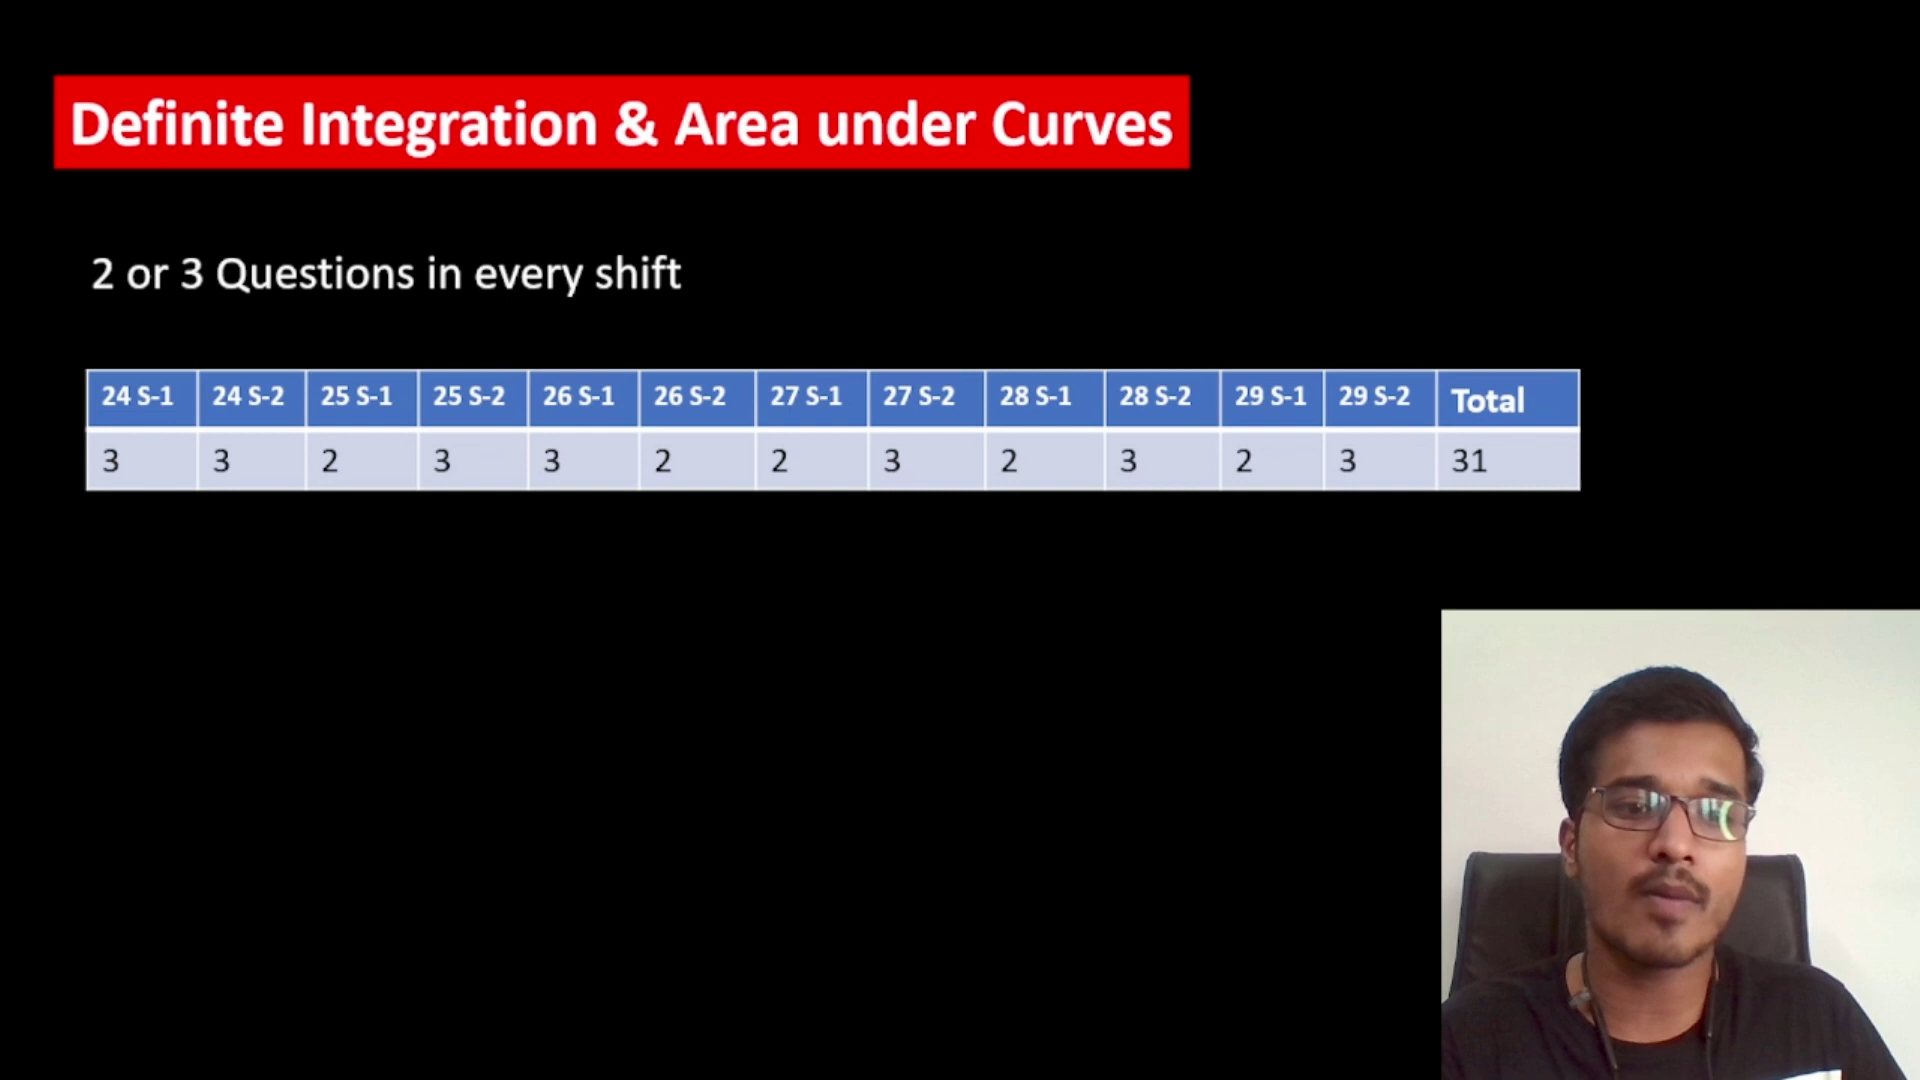 Definite Integration & Area under Curves
2 or 3 Questions in every shift
24 S-1 24 S-2 25 S-1 25 S-2 26 S-1 26 S-2 27 S-1 27 S-2 28 S-1 28 S-2 29 S-1 29 S-2 Total
3 3 2 3 3 2 2 3 2 3 2 3 31